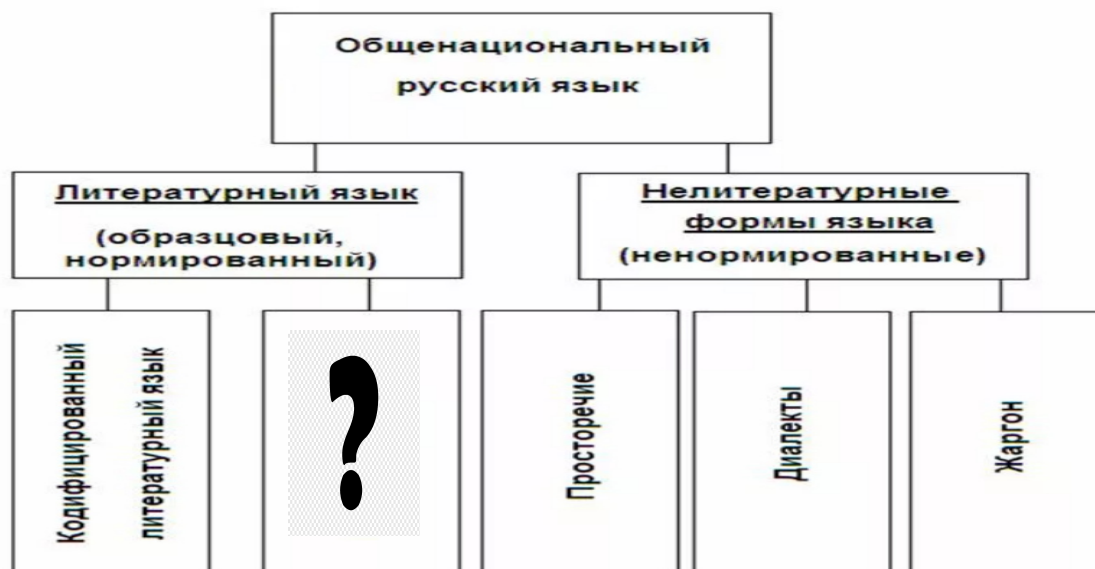 Общенациональный
русский язык
Литературный язык
(образцовый,
нормированный)
Нелитературные
формы языка
(ненормированные)
Кодифицированный
литературный язык
?
Просторечие
Диалекты
Жаргон